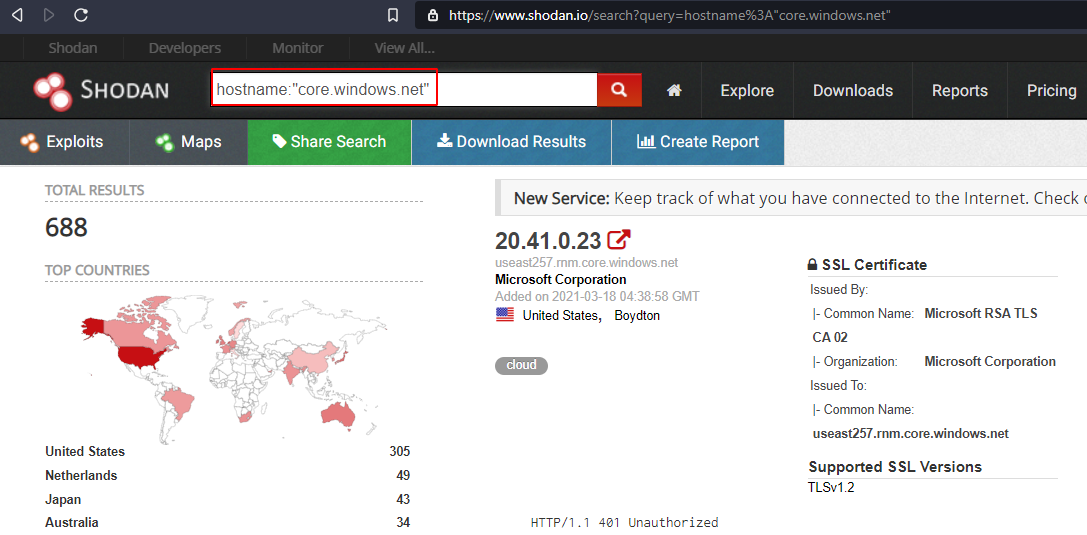 https://www.shodan.io/search?query=hostname%3A"core.windows.net"
Shodan Developers Monitor View All...
SHODAN hostname:"core.windows.net" Explore Downloads Reports Pricing
Exploits Maps Share Search Download Results Create Report
TOTAL RESULTS
688
TOP COUNTRIES
United States 305
Netherlands 49
Japan 43
Australia 34
New Service: Keep track of what you have connected to the Internet. Check
20.41.0.23
useast257.rnm.core.windows.net
Microsoft Corporation
Added on 2021-03-18 04:38:58 GMT
United States, Boydton
cloud
SSL Certificate
Issued By:
|- Common Name: Microsoft RSA TLS
CA 02
|- Organization: Microsoft Corporation
Issued To:
|- Common Name:
useast257.rnm.core.windows.net
Supported SSL Versions
TLSv1.2
HTTP/1.1 401 Unauthorized